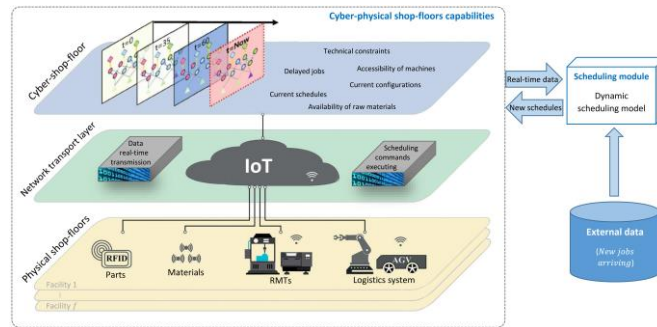 Cyber-physical shop-floors capabilities
Cyber-shop-floor
t=0
t=35
t=60
t=Now
Technical constraints
Delayed jobs
Accessibility of machines
Current configurations
Current schedules
Availability of raw materials
Real-time data
New schedules
Scheduling module
Dynamic
scheduling model
Network transport layer
Data
real-time
transmission
IoT
Scheduling
commands
executing
External data
(New jobs
arriving)
Physical shop-floors
RFID
Parts
Materials
RMTs
AGV
Logistics system
Facility 1
Facility f